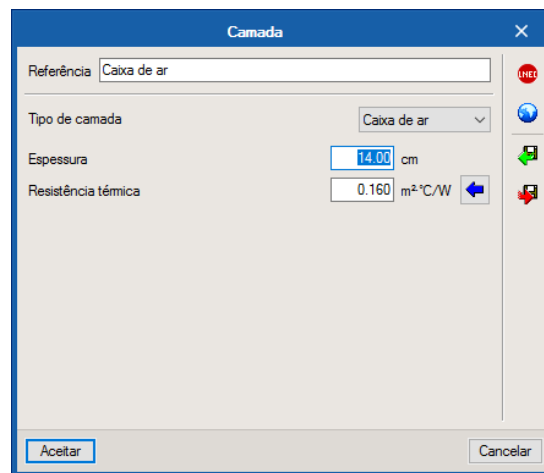 Camada
Referência Caixa de ar
LNEC
Tipo de camada Caixa de ar
Espessura 14.00 cm
Resistência térmica 0.160 m²·°C/W
Aceitar Cancelar